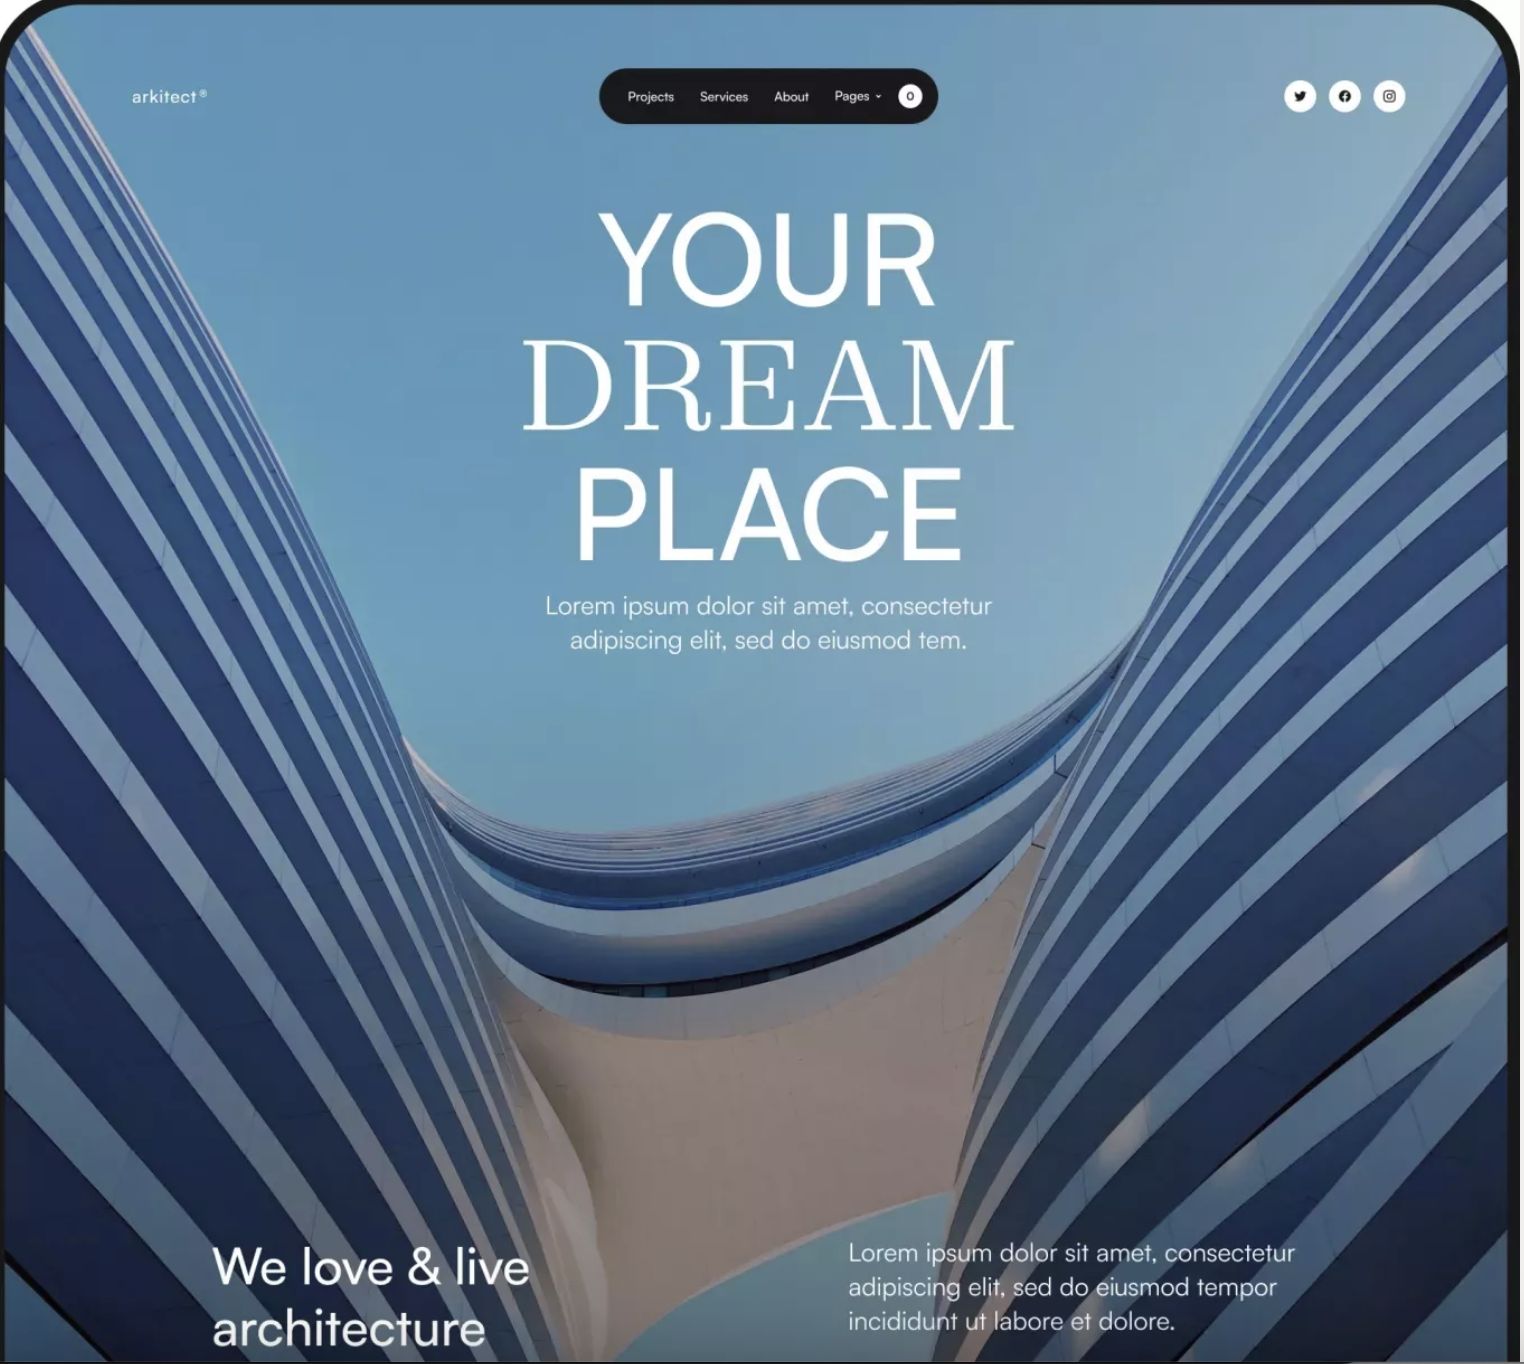 arkitect®
Projects Services About Pages 0
YOUR
DREAM
PLACE
Lorem ipsum dolor sit amet, consectetur
adipiscing elit, sed do eiusmod tem.
We love & live
architecture
Lorem ipsum dolor sit amet, consectetur
adipiscing elit, sed do eiusmod tempor
incididunt ut labore et dolore.